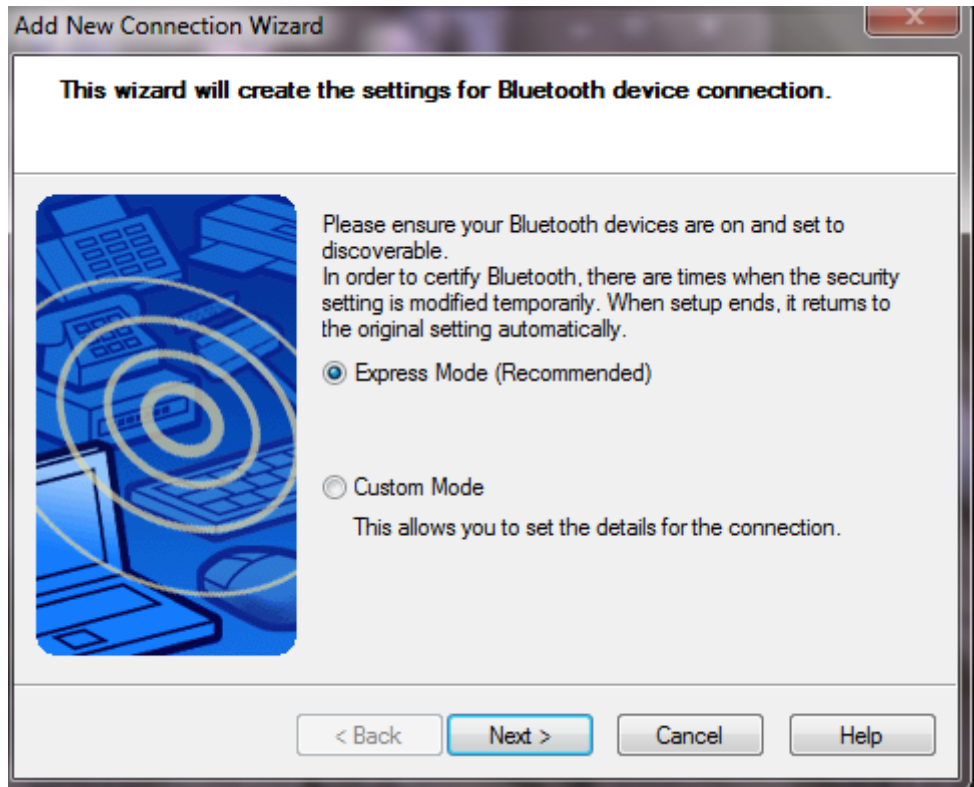 Add New Connection Wizard
This wizard will create the settings for Bluetooth device connection.
Please ensure your Bluetooth devices are on and set to
discoverable.
In order to certify Bluetooth, there are times when the security
setting is modified temporarily. When setup ends, it returns to
the original setting automatically.
Express Mode (Recommended)
Custom Mode
This allows you to set the details for the connection.
< Back Next > Cancel Help